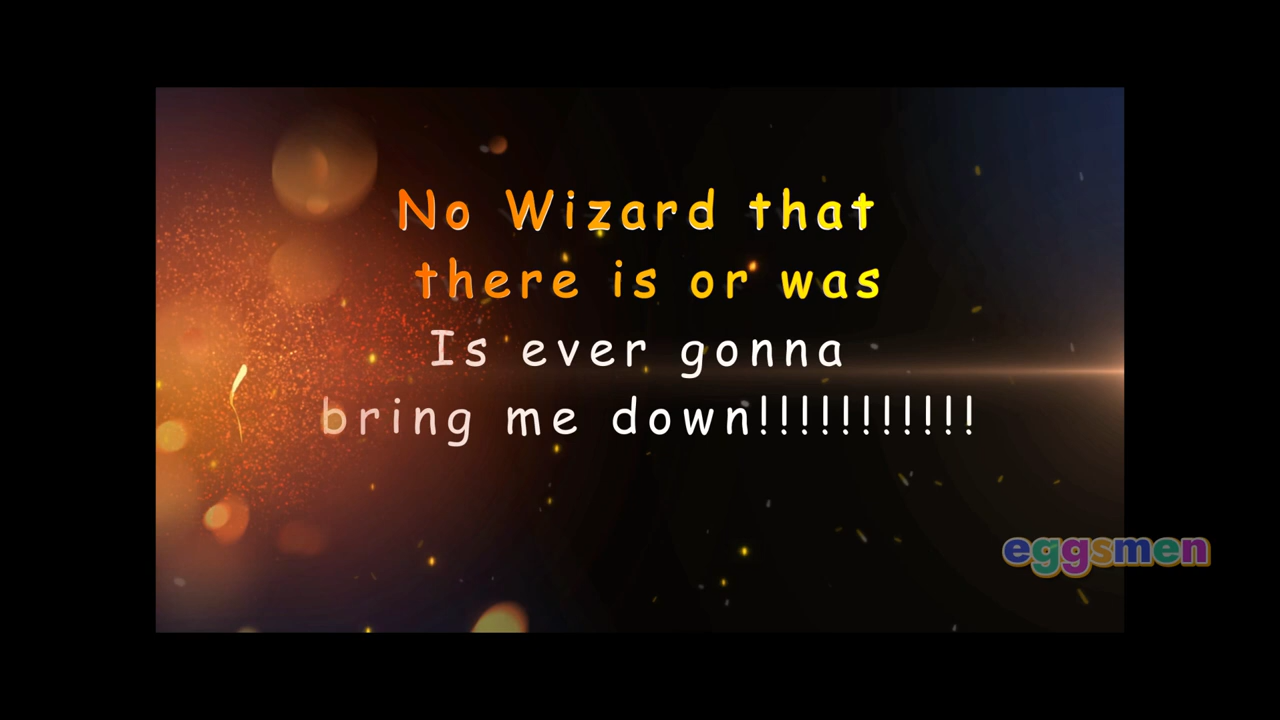 No Wizard that
there is or was
Is ever gonna
bring me down!!!!!!!!!!!
eggsmen